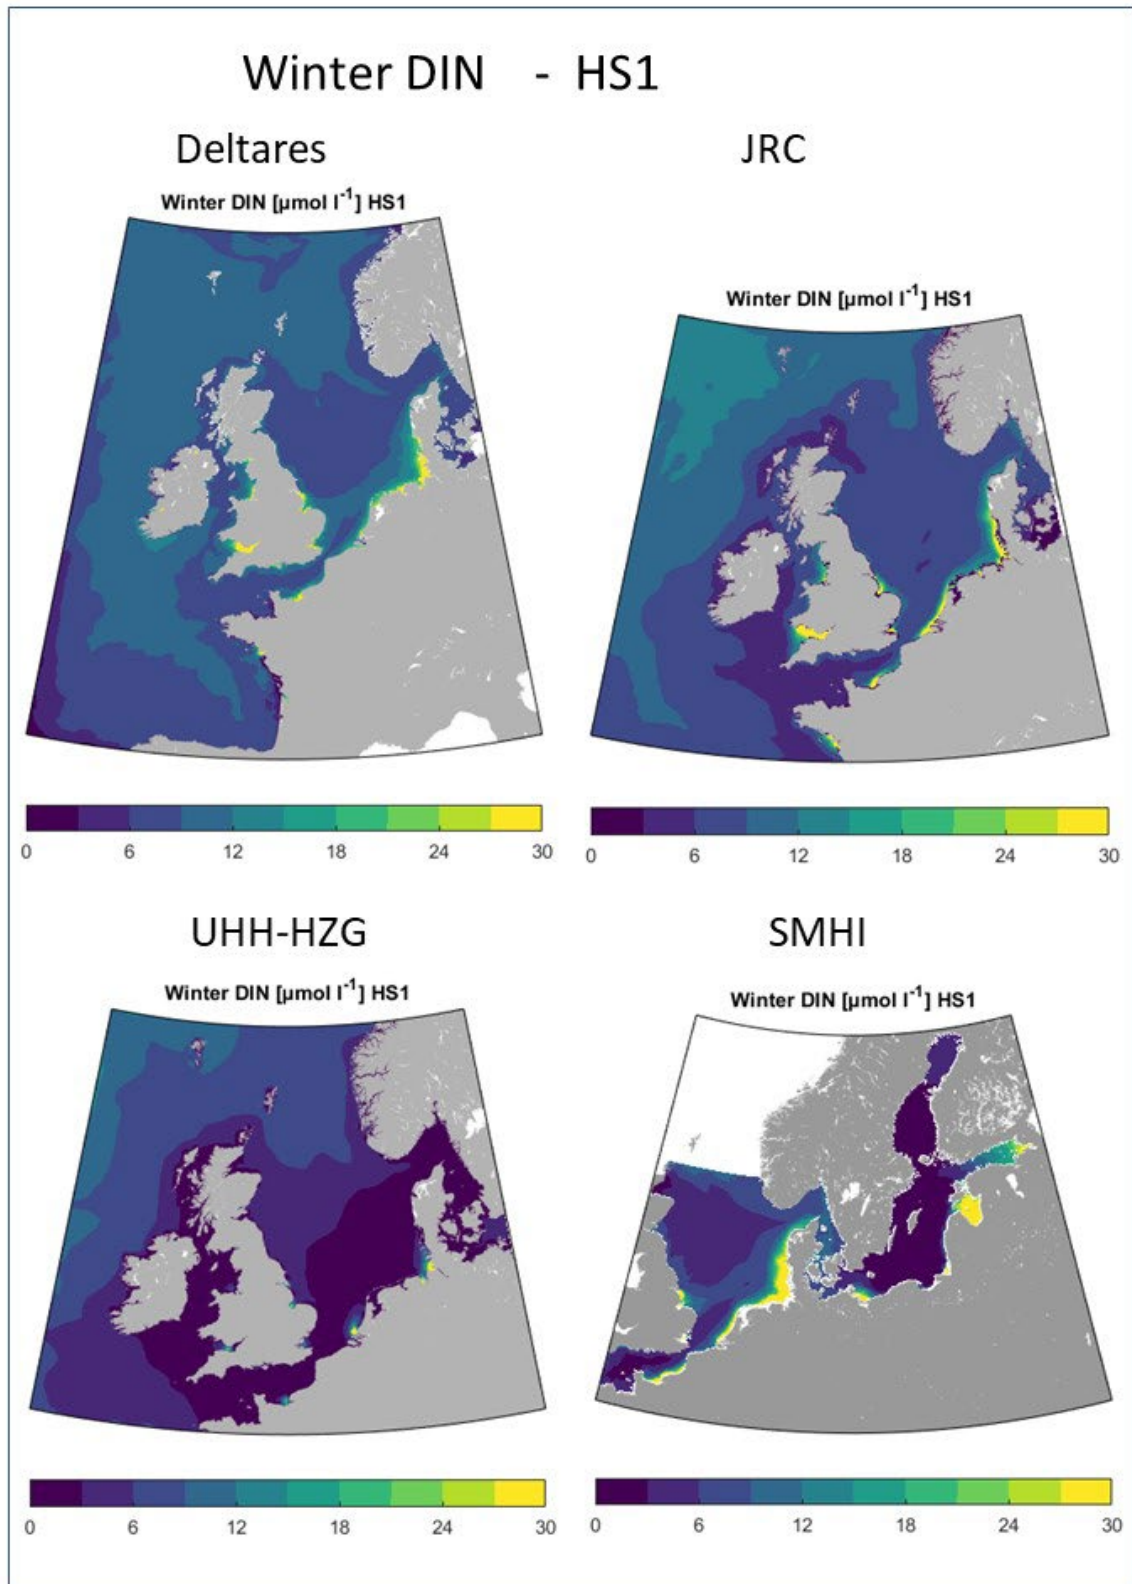 Winter DIN - HS1
Deltares
JRC
Winter DIN [µmol l⁻¹] HS1
Winter DIN [µmol l⁻¹] HS1
0 6 12 18 24 30
0 6 12 18 24 30
UHH-HZG
SMHI
Winter DIN [µmol l⁻¹] HS1
Winter DIN [µmol l⁻¹] HS1
0 6 12 18 24 30
0 6 12 18 24 30